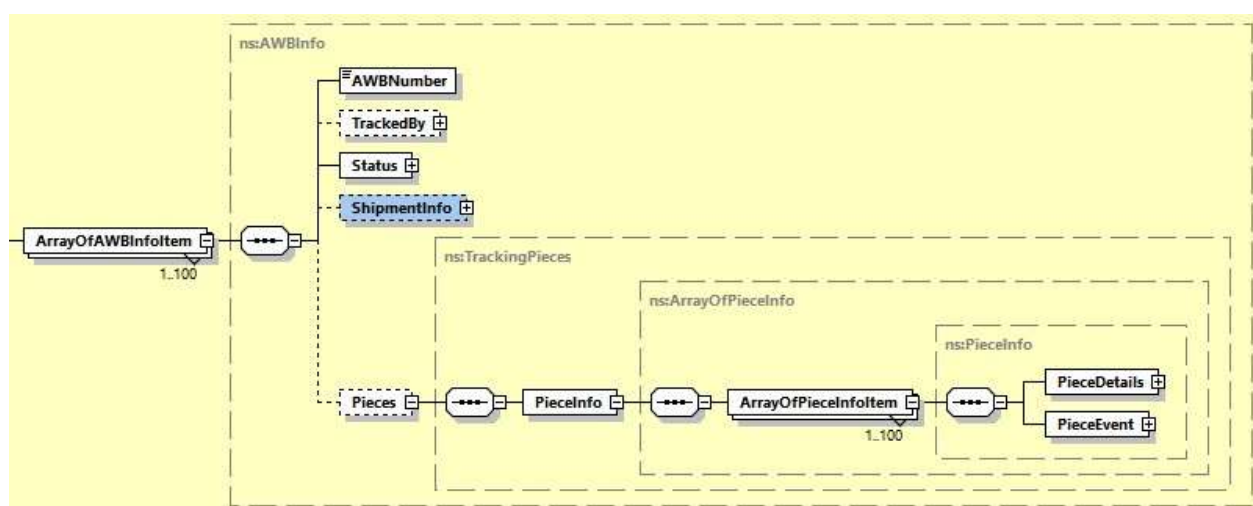 ns:AWBInfo
AWBNumber
TrackedBy
Status
ShipmentInfo
ArrayOfAWBInfoItem
1..100
ns:TrackingPieces
ns:ArrayOfPieceInfo
ns:PieceInfo
Pieces
PieceInfo
ArrayOfPieceInfoItem
1..100
PieceDetails
PieceEvent